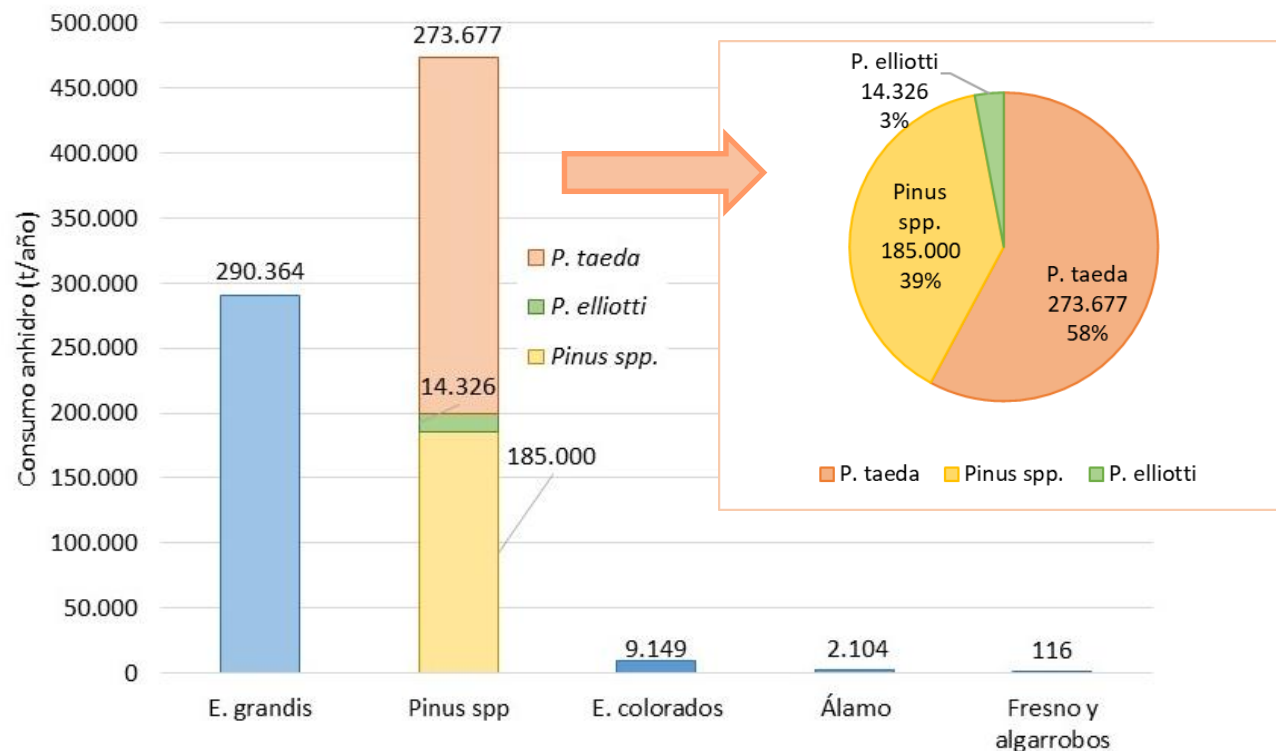 Consumo anhidro (t/año)
500.000
450.000
400.000
350.000
300.000
250.000
200.000
150.000
100.000
50.000
0
290.364
273.677
14.326
185.000
9.149
2.104
116
E. grandis
Pinus spp
E. colorados
Álamo
Fresno y
algarrobos
P. taeda
P. elliotti
Pinus spp.
P. elliotti
14.326
3%
Pinus
spp.
185.000
39%
P. taeda
273.677
58%
P. taeda
Pinus spp.
P. elliotti